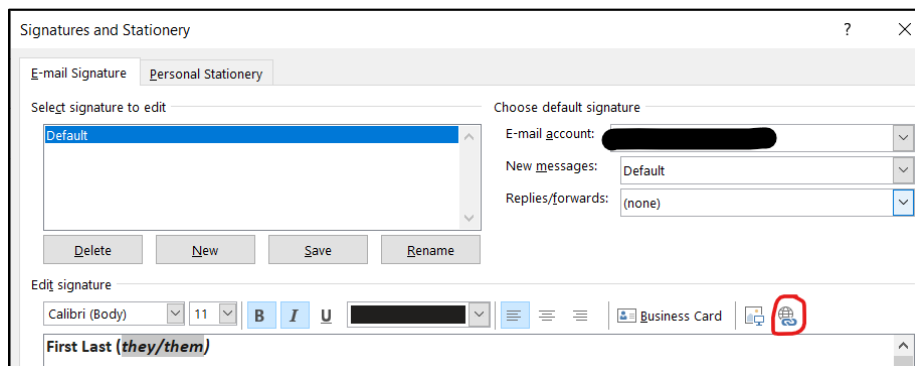 Signatures and Stationery
?
E-mail Signature
Personal Stationery
Select signature to edit
Default
Delete
New
Save
Rename
Choose default signature
E-mail account:
New messages:
Default
Replies/forwards:
(none)
Edit signature
Calibri (Body)
11
B
I
U
Business Card
First Last (they/them)